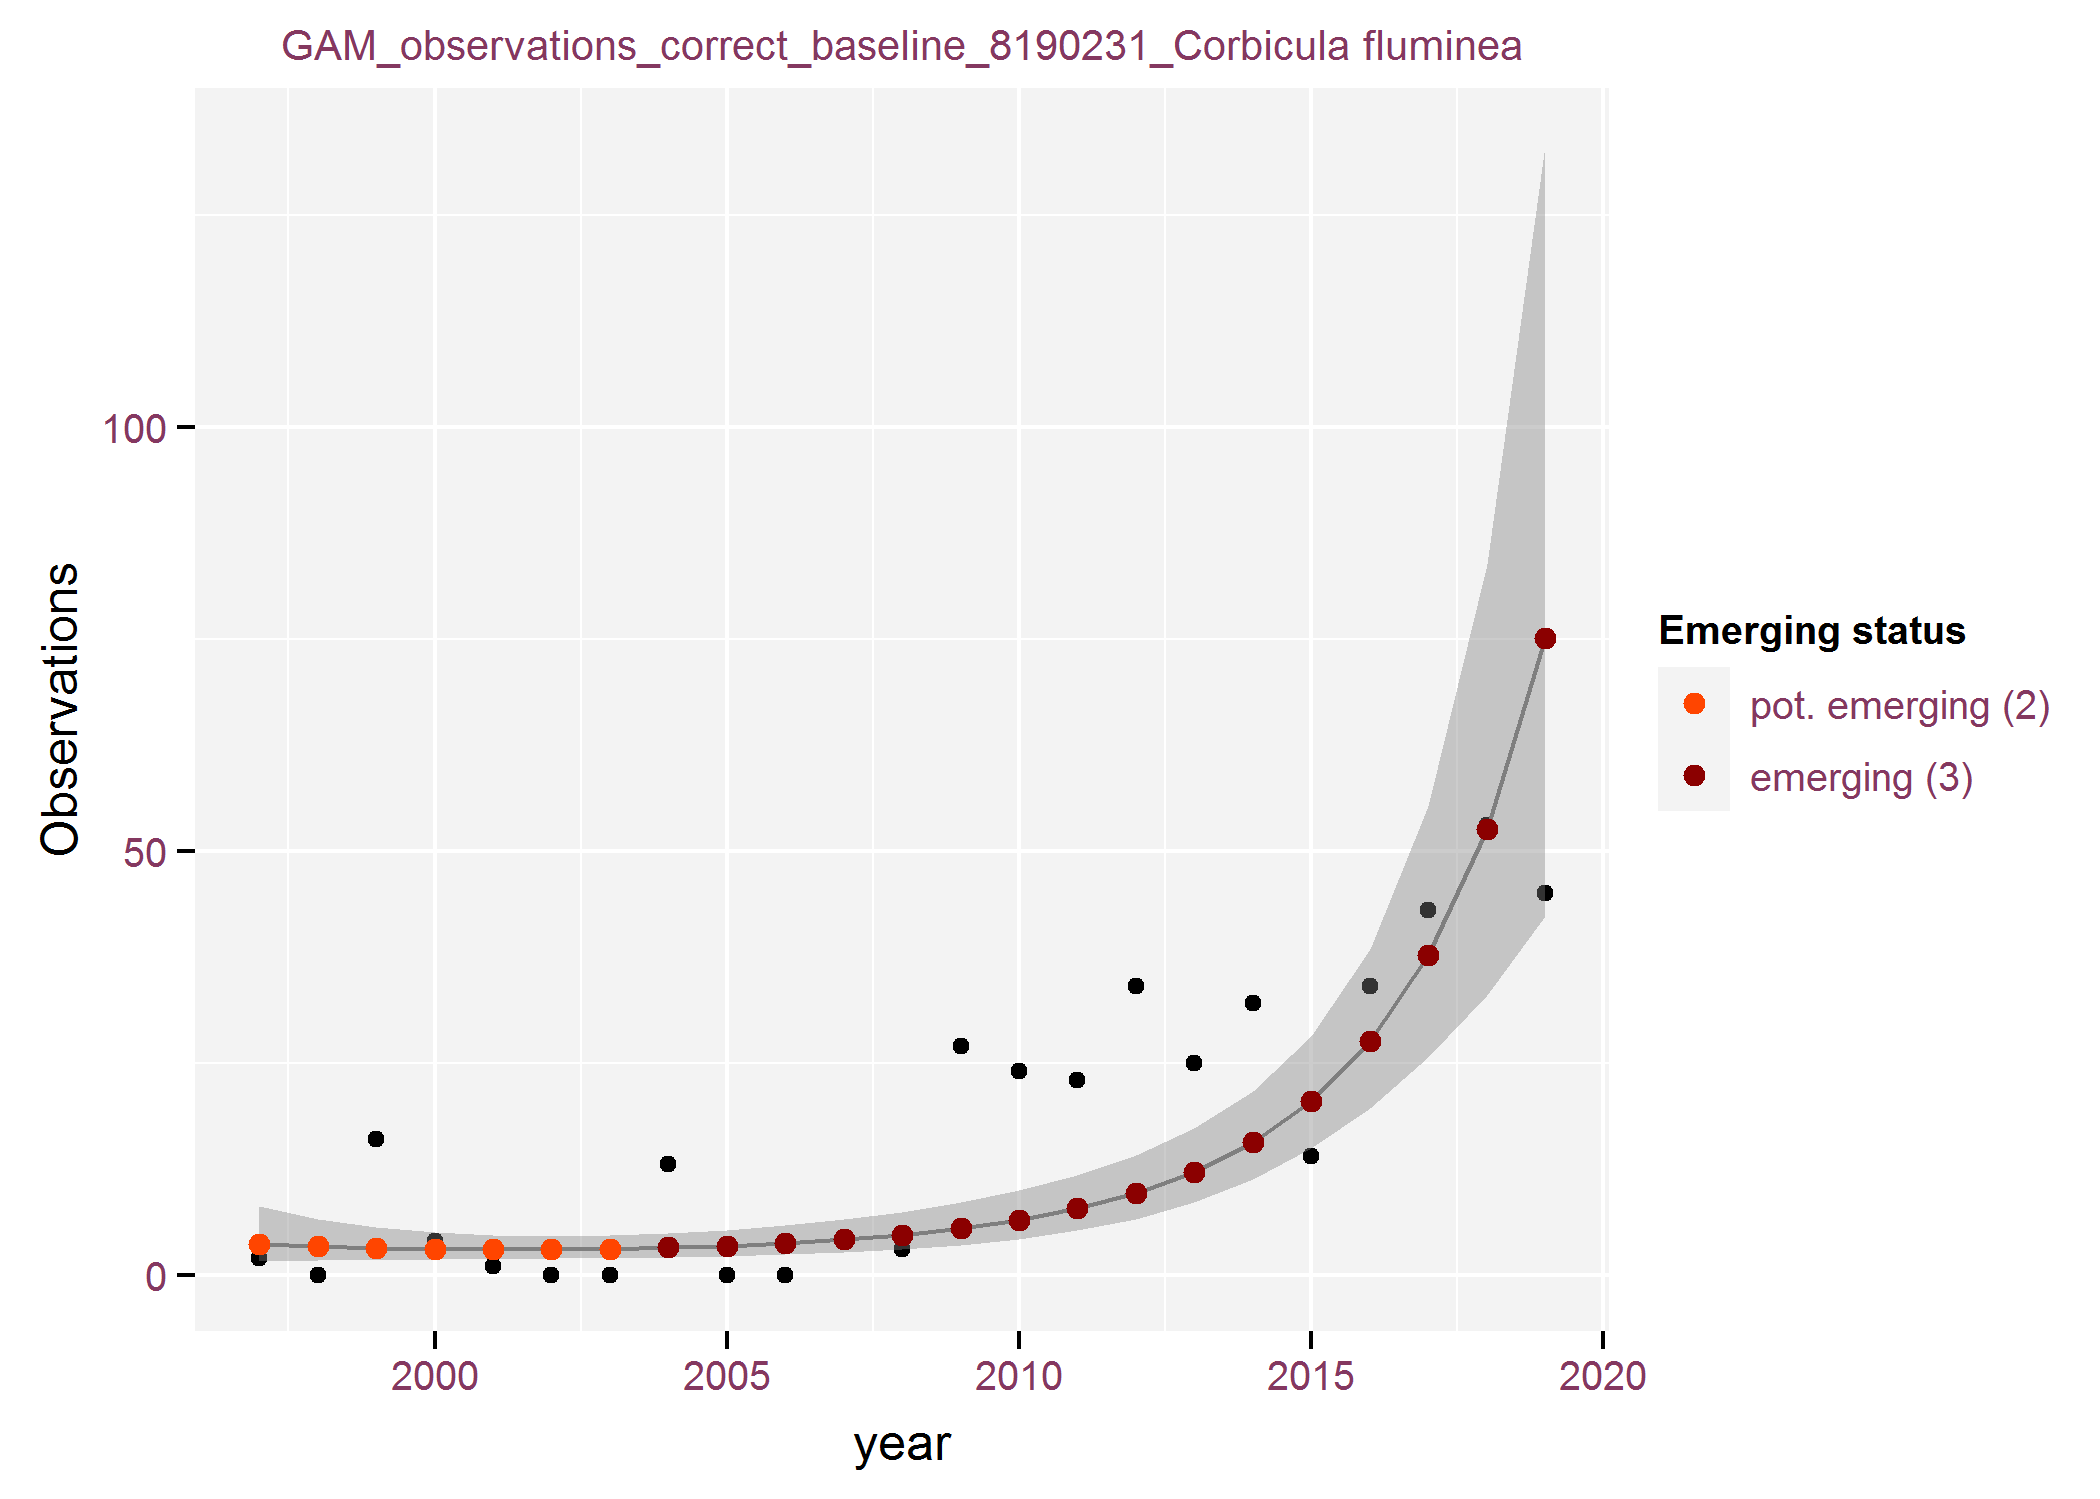 GAM_observations_correct_baseline_8190231_Corbicula fluminea
Observations
100
50
0
2000
2005
2010
2015
2020
year
Emerging status
pot. emerging (2)
emerging (3)